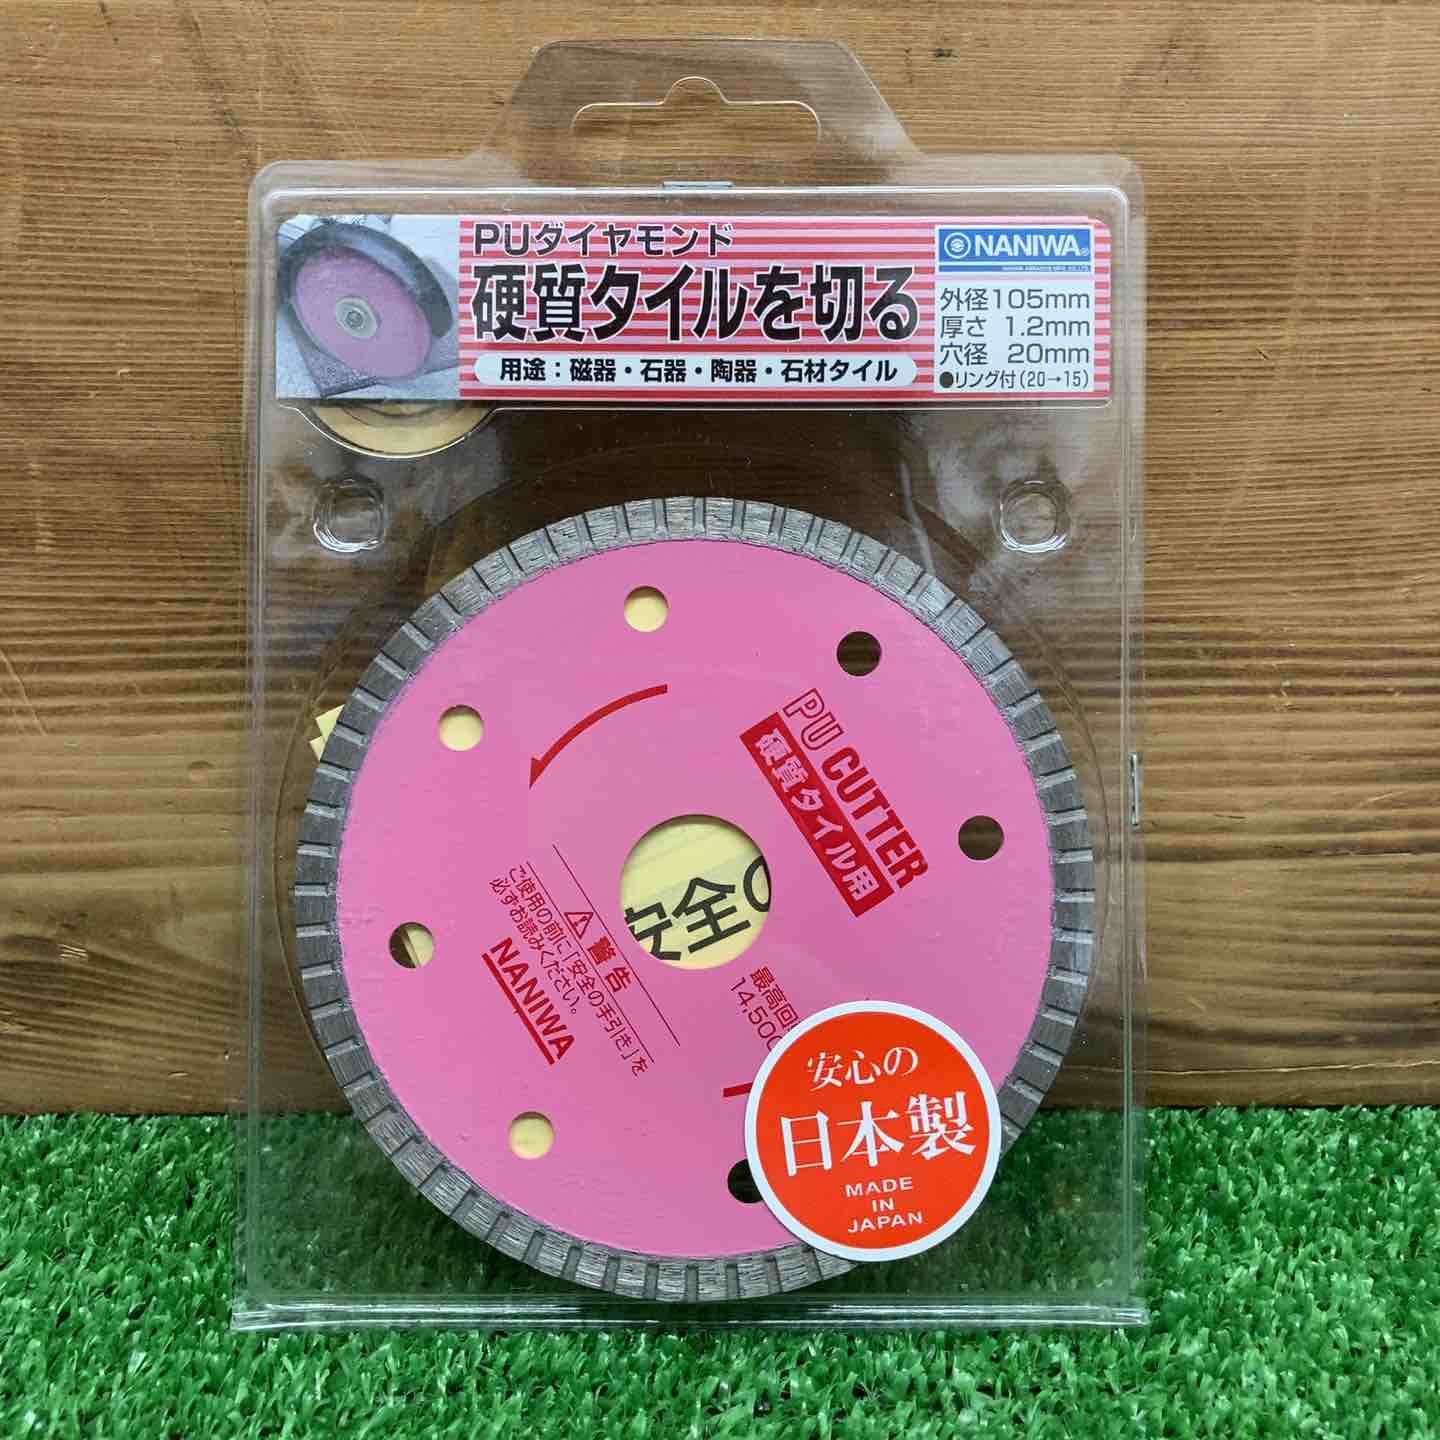 PUダイヤモンド
硬質タイルを切る
用途：磁器・石器・陶器・石材タイル
NANIWA®
外径105mm
厚さ 1.2mm
穴径 20mm
●リング付(20→15)
PU CUTTER
硬質タイル用
安全
警告
ご使用の前に「安全の手引き」を
必ずお読みください。
NANIWA
最高回
14,500
安心の
日本製
MADE
IN
JAPAN